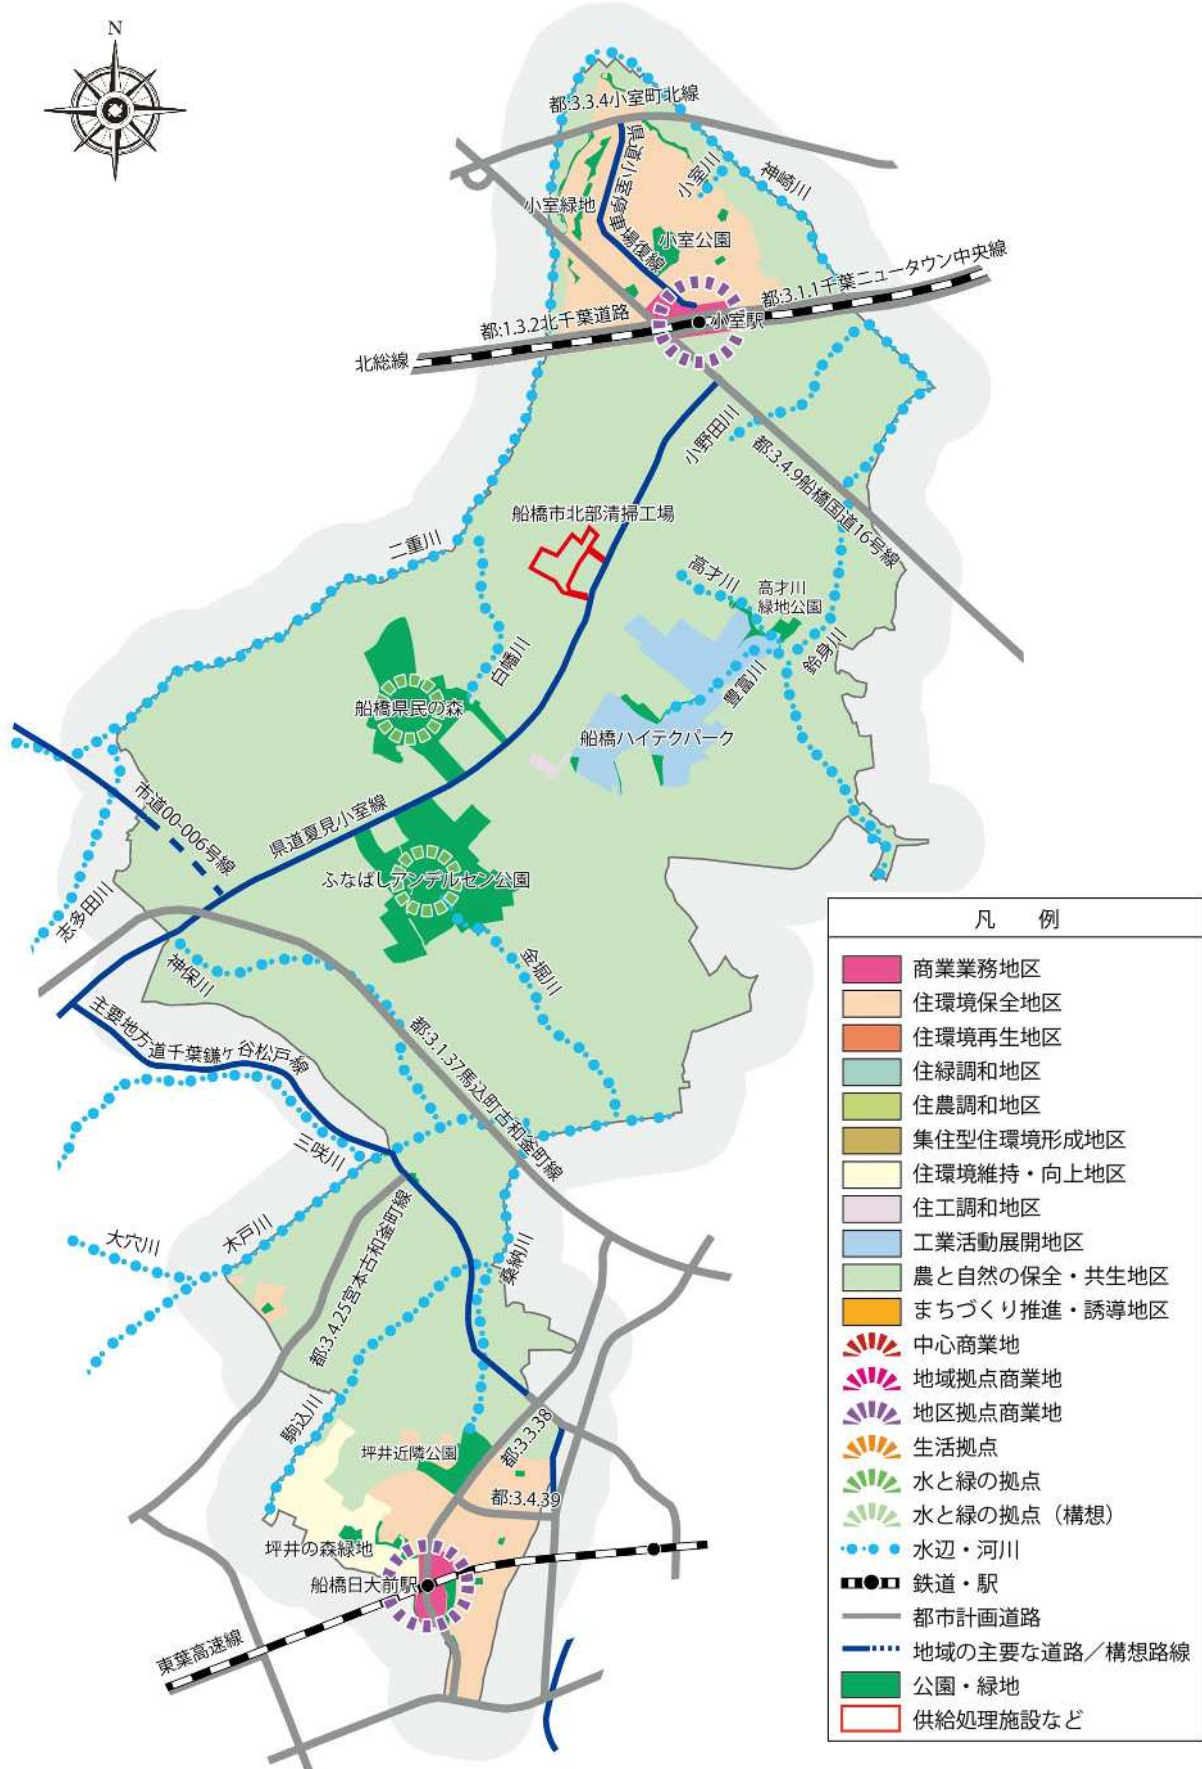 N
都:3.3.4小室町北線
県道小室停車場復線
小室川
神崎川
小室緑地
小室公園
都:3.1.1千葉ニュータウン中央線
都:1.3.2北千葉道路
小室駅
北総線
小野田川
都:3.4.9船橋国道16号線
船橋市北部清掃工場
二重川
高才川
高才川
緑地公園
白幡川
鈴身川
豊富川
船橋県民の森
船橋ハイテクパーク
市道00-006号線
県道夏見小室線
ふなばしアンデルセン公園
志多田川
神保川
金堀川
主要地方道千葉鎌ヶ谷松戸線
都:3.1.37馬込町古和釜町線
三咲川
木戸川
大穴川
桑納川
都:3.4.25宮本古和釜町線
駒込川
坪井近隣公園
都:3.3.38
都:3.4.39
坪井の森緑地
船橋日大前駅
東葉高速線
凡 例
商業業務地区
住環境保全地区
住環境再生地区
住緑調和地区
住農調和地区
集住型住環境形成地区
住環境維持・向上地区
住工調和地区
工業活動展開地区
農と自然の保全・共生地区
まちづくり推進・誘導地区
中心商業地
地域拠点商業地
地区拠点商業地
生活拠点
水と緑の拠点
水と緑の拠点（構想）
水辺・河川
鉄道・駅
都市計画道路
地域の主要な道路／構想路線
公園・緑地
供給処理施設など